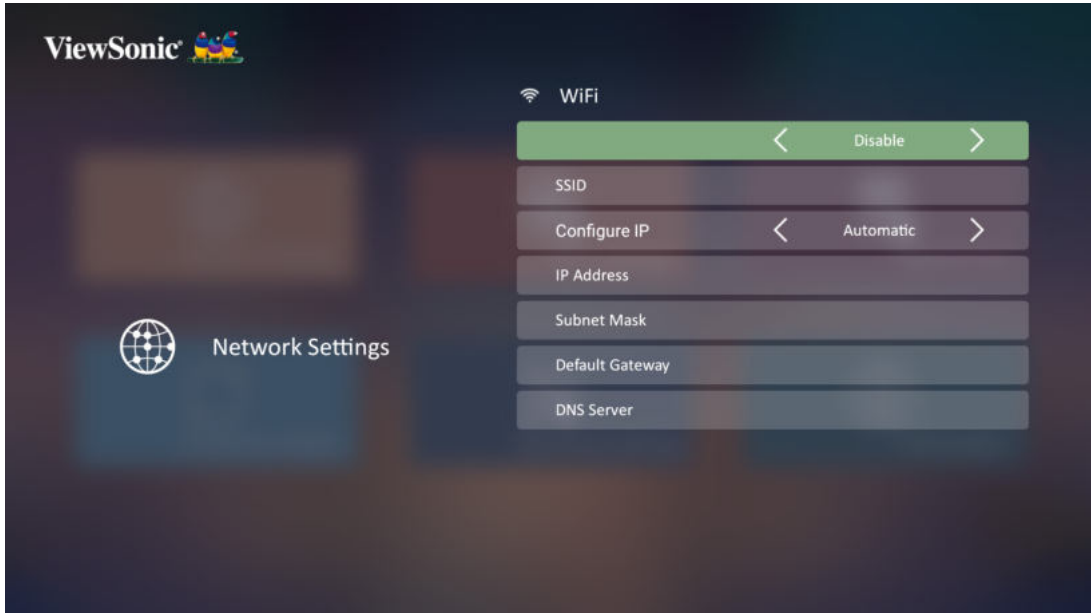 ViewSonic®
WiFi
Disable
SSID
Configure IP Automatic
IP Address
Subnet Mask
Network Settings
Default Gateway
DNS Server